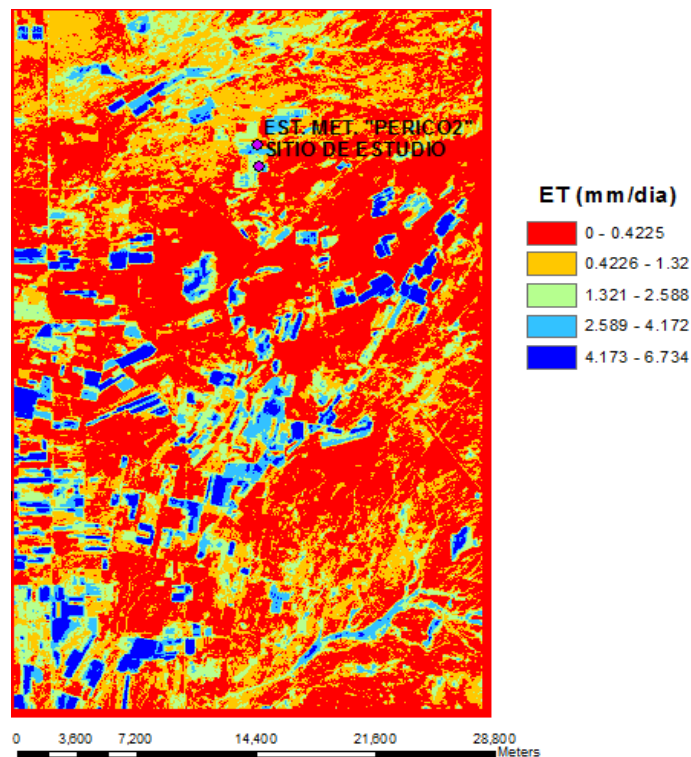 EST. MET. "PERICO2"
SITIO DE ESTUDIO
ET (mm/dia)
0 - 0.4225
0.4226 - 1.32
1.321 - 2.588
2.589 - 4.172
4.173 - 6.734
0 3,600 7,200 14,400 21,600 28,800
Meters